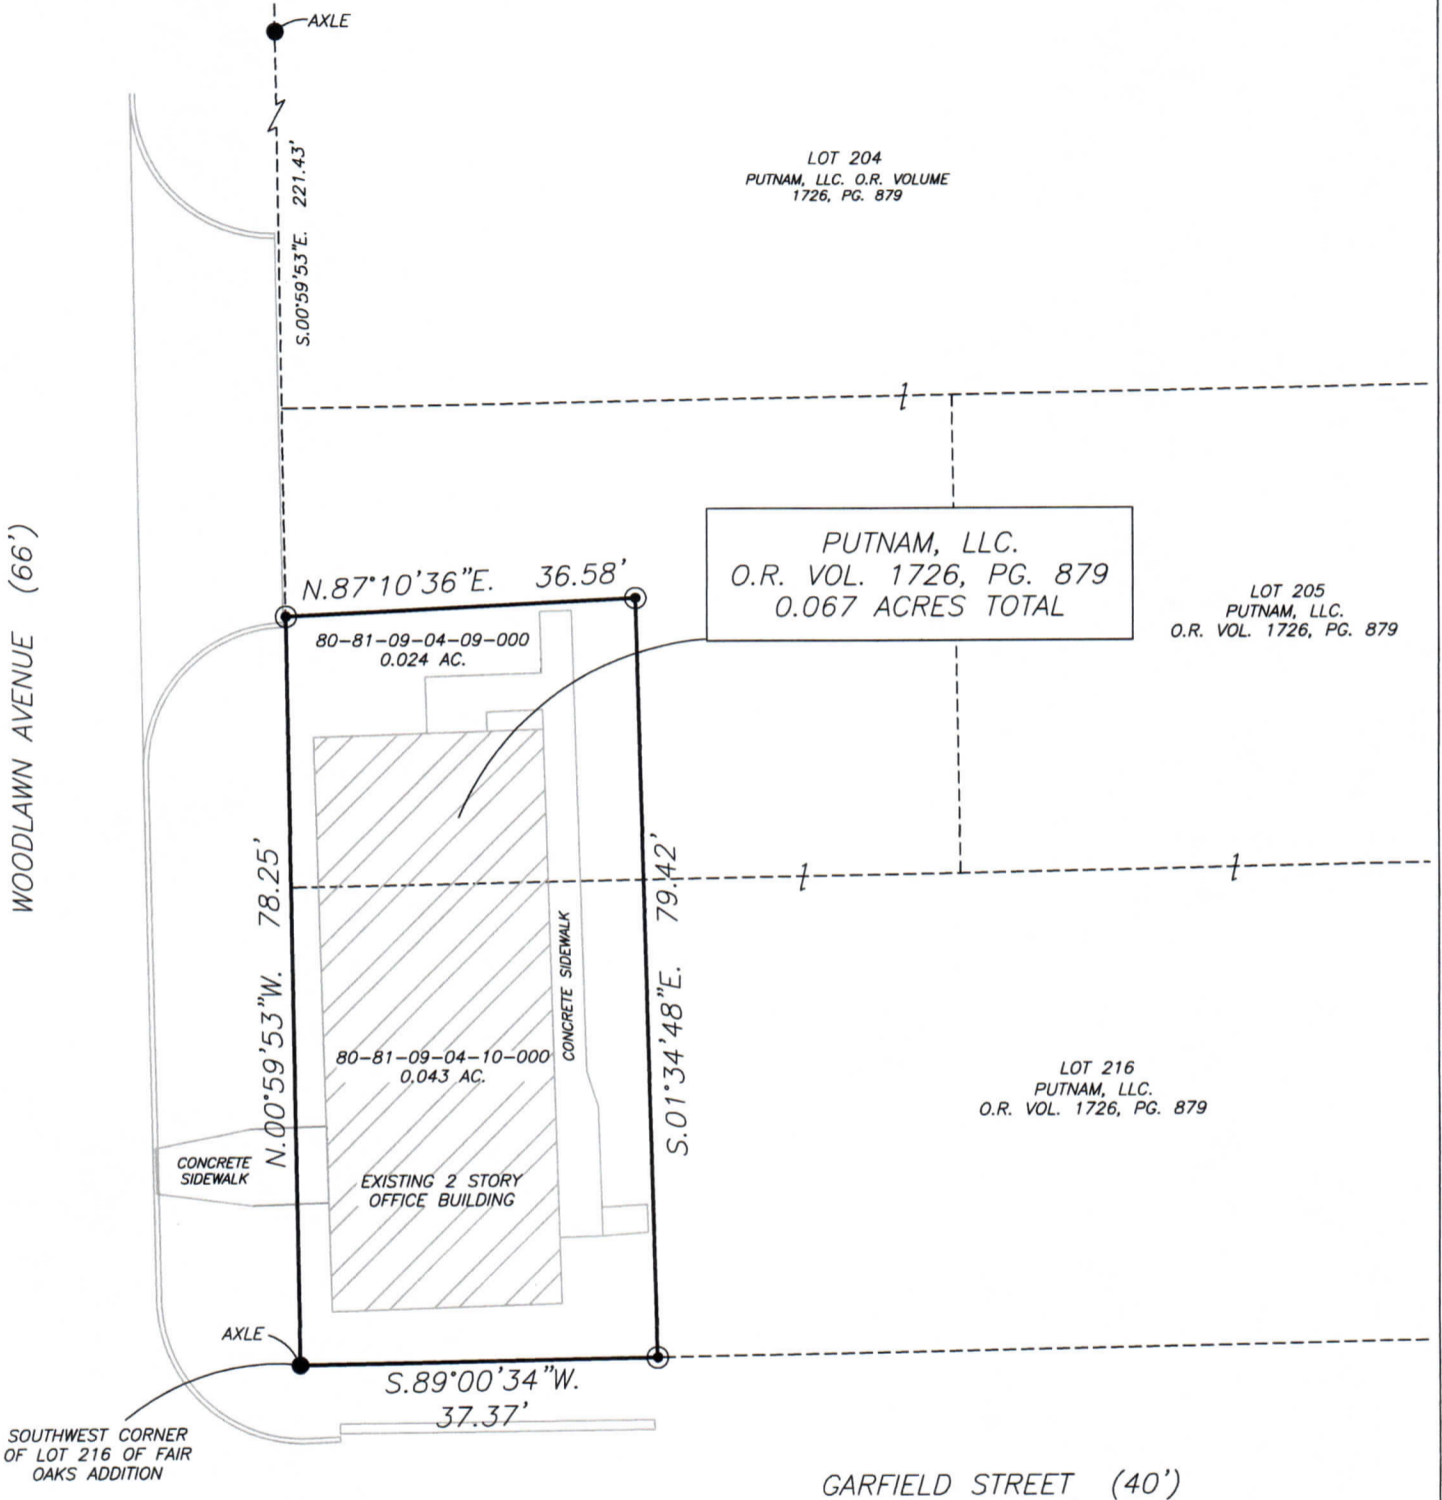 AXLE
S.00°59'53"E. 221.43'
LOT 204
PUTNAM, LLC. O.R. VOLUME
1726, PG. 879
WOODLAWN AVENUE (66')
N.87°10'36"E. 36.58'
PUTNAM, LLC.
O.R. VOL. 1726, PG. 879
0.067 ACRES TOTAL
LOT 205
PUTNAM, LLC.
O.R. VOL. 1726, PG. 879
80-81-09-04-09-000
0.024 AC.
N.00°59'53"W. 78.25'
CONCRETE SIDEWALK
S.01°34'48"E. 79.42'
80-81-09-04-10-000
0.043 AC.
LOT 216
PUTNAM, LLC.
O.R. VOL. 1726, PG. 879
CONCRETE
SIDEWALK
EXISTING 2 STORY
OFFICE BUILDING
AXLE
S.89°00'34"W.
37.37'
SOUTHWEST CORNER
OF LOT 216 OF FAIR
OAKS ADDITION
GARFIELD STREET (40')